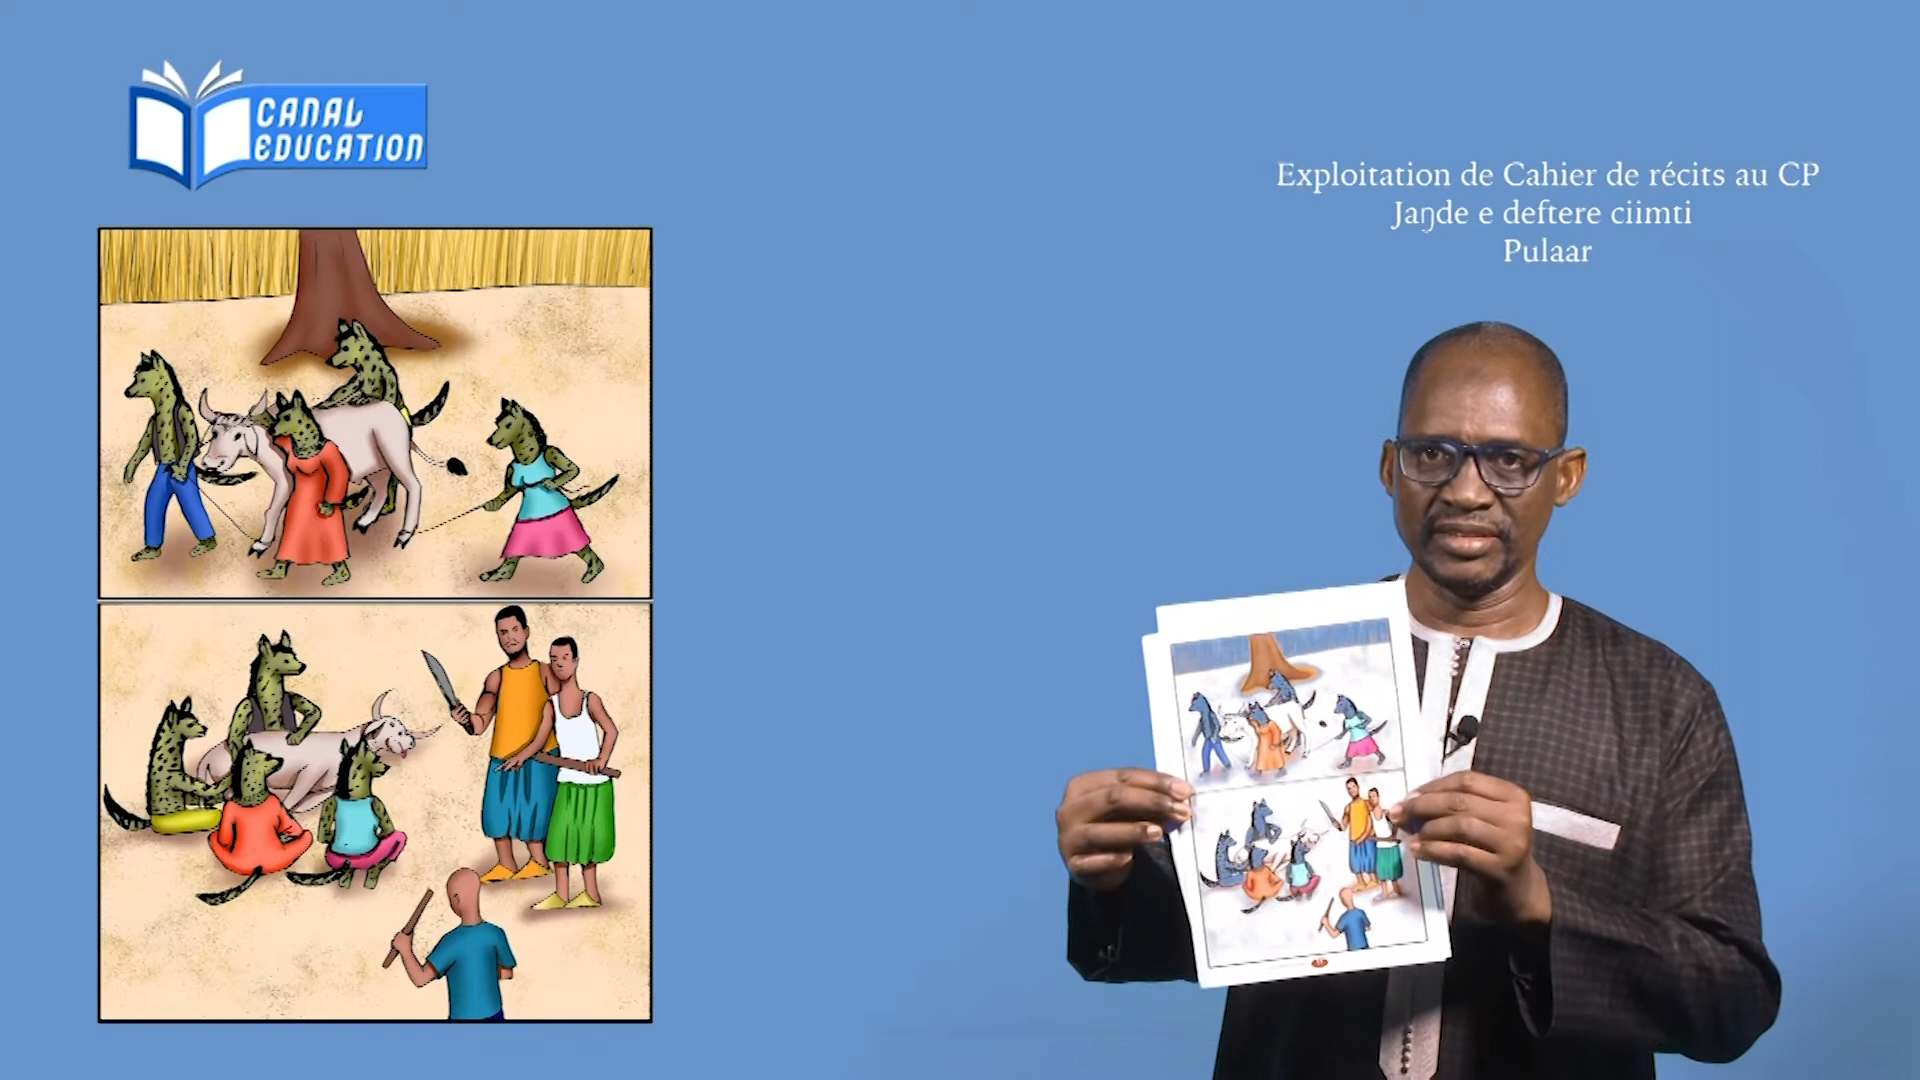 CANAL
EDUCATION
Exploitation de Cahier de récits au CP
Jaŋde e deftere ciimti
Pulaar